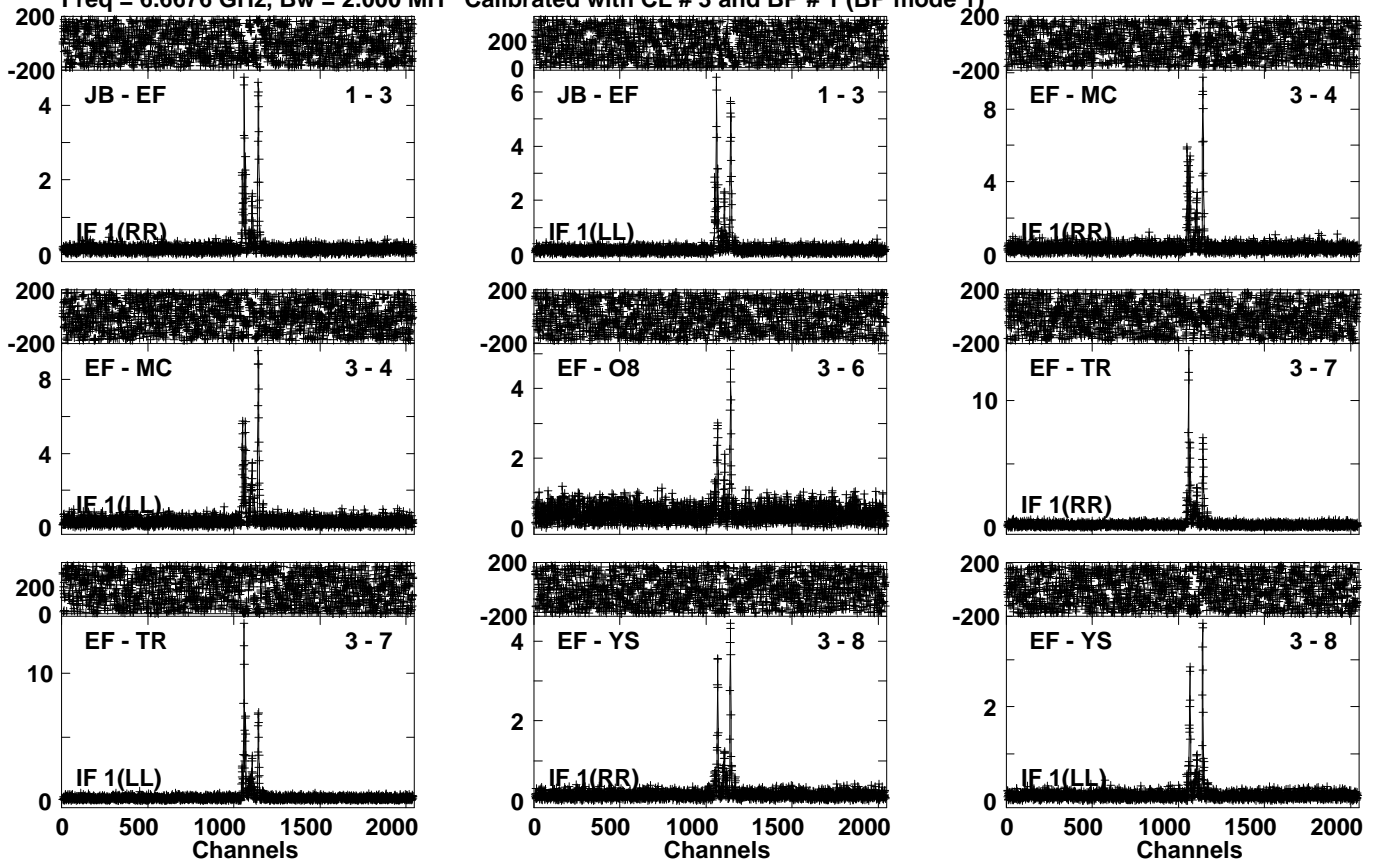 Freq = 6.6676 GHz, Bw = 2.000 MH Calibrated with CL # 3 and BP # 1 (BP mode 1)
200 200 200
-200 0 -200
JB - EF 1 - 3 JB - EF 1 - 3 EF - MC 3 - 4
4 6 8
2 4 4
2
IF 1(RR) IF 1(LL) IF 1(RR)
0 0 0
200 200 200
-200 -200 -200
EF - MC 3 - 4 EF - O8 3 - 6 EF - TR 3 - 7
8 4 10
4 2
IF 1(LL) IF 1(RR)
0 0 0
200 200 200
0 -200 -200
EF - TR 3 - 7 EF - YS 3 - 8 EF - YS 3 - 8
10 4 2
2
IF 1(LL) IF 1(RR) IF 1(LL)
0 0 0
0 500 1000 1500 2000 0 500 1000 1500 2000 0 500 1000 1500 2000
Channels Channels Channels